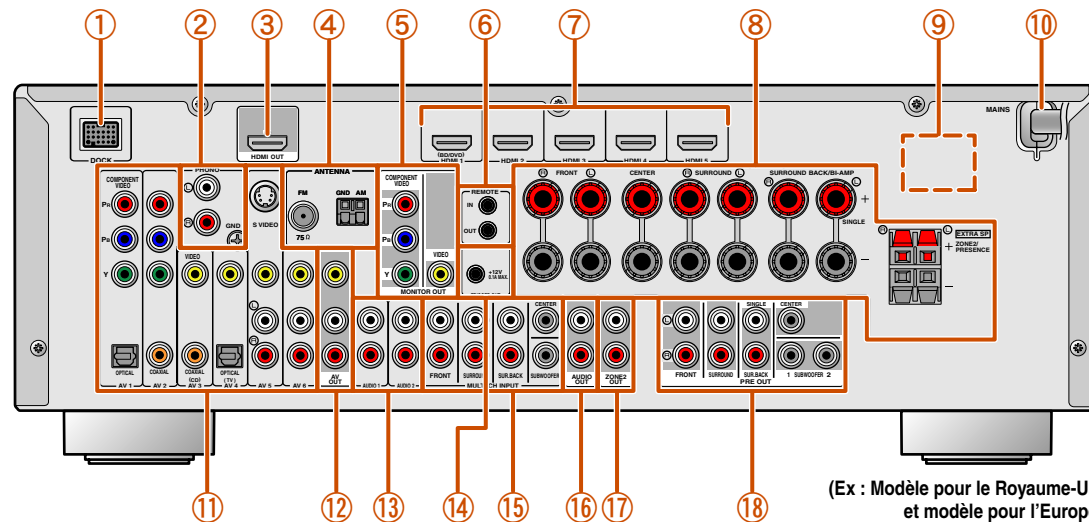 ① ② ③ ④ ⑤ ⑥ ⑦ ⑧ ⑨ ⑩
DOCK
HDMI OUT
(BD/DVD)
HDMI 1 HDMI 2 HDMI 3 HDMI 4 HDMI 5
MAINS
COMPONENT
VIDEO
PR
PB
Y
PHONO
L
R
GND
S VIDEO
ANTENNA
FM
75 Ω
GND AM
COMPONENT
VIDEO
PR
PB
Y
VIDEO
MONITOR OUT
REMOTE
IN
OUT
+12V
0.1A MAX.
R FRONT L CENTER R SURROUND L SURROUND BACK/BI-AMP
R L
+
SINGLE
–
R L EXTRA SP
ZONE2/
PRESENCE
+
–
VIDEO
L
R
OPTICAL COAXIAL COAXIAL OPTICAL
(CD) (TV)
AV 1 AV 2 AV 3 AV 4 AV 5 AV 6
AV
OUT
AUDIO 1 AUDIO 2
CENTER
FRONT SURROUND SUR.BACK SUBWOOFER
MULTI CH INPUT
AUDIO
OUT
ZONE2
OUT
L
R
SINGLE CENTER
FRONT SURROUND SUR.BACK 1 SUBWOOFER 2
PRE OUT
⑪ ⑫ ⑬ ⑭ ⑮ ⑯ ⑰ ⑱
(Ex : Modèle pour le Royaume-U
et modèle pour l'Europ